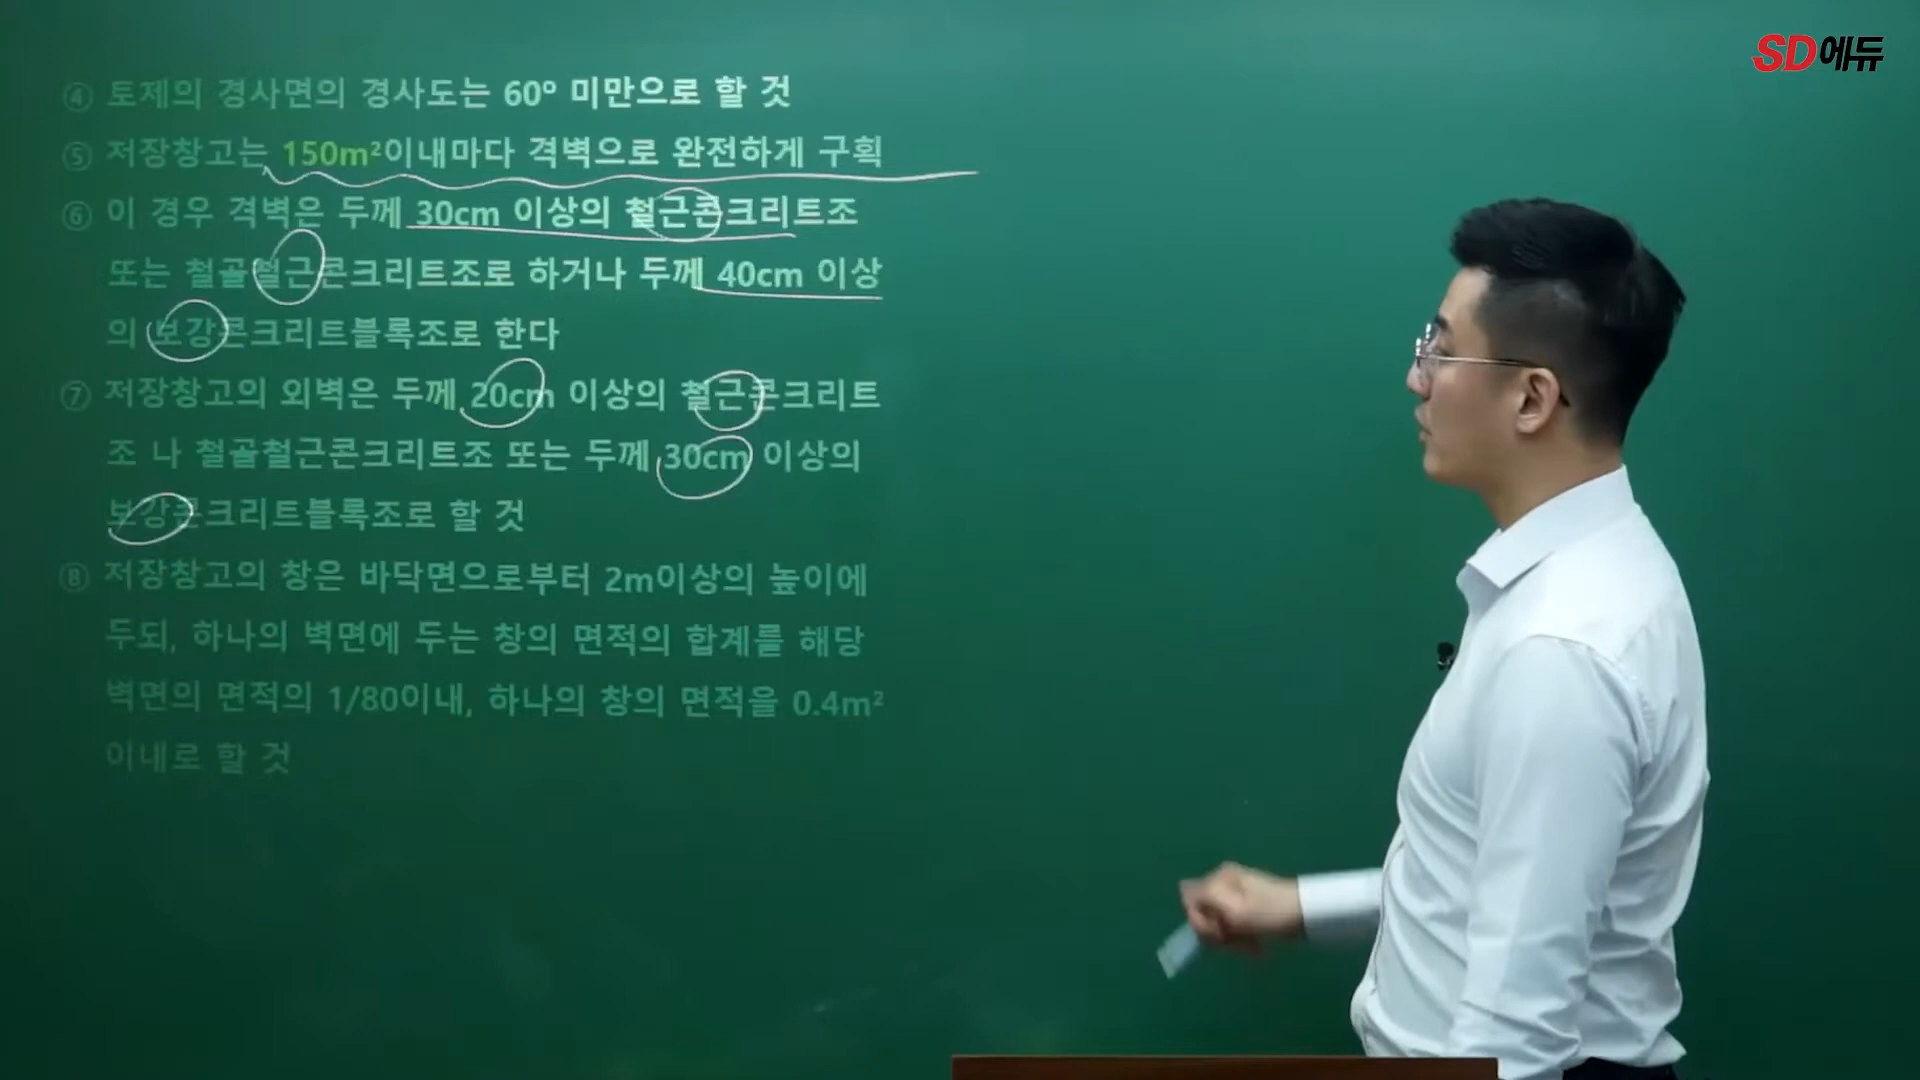 SD에듀
④ 토제의 경사면의 경사도는 60° 미만으로 할 것
⑤ 저장창고는 150m²이내마다 격벽으로 완전하게 구획
⑥ 이 경우 격벽은 두께 30cm 이상의 철근콘크리트조
또는 철골철근콘크리트조로 하거나 두께 40cm 이상
의 보강콘크리트블록조로 한다
⑦ 저장창고의 외벽은 두께 20cm 이상의 철근콘크리트
조 나 철골철근콘크리트조 또는 두께 30cm 이상의
보강콘크리트블록조로 할 것
⑧ 저장창고의 창은 바닥면으로부터 2m이상의 높이에
두되, 하나의 벽면에 두는 창의 면적의 합계를 해당
벽면의 면적의 1/80이내, 하나의 창의 면적을 0.4m²
이내로 할 것